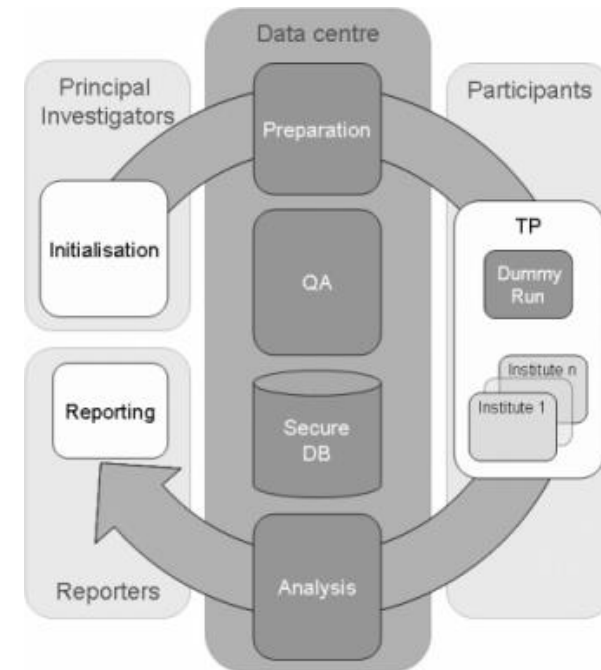 Data centre
Principal
Investigators
Participants
Preparation
Initialisation
TP
QA
Dummy
Run
Institute n
Institute 1
Reporting
Secure
DB
Analysis
Reporters